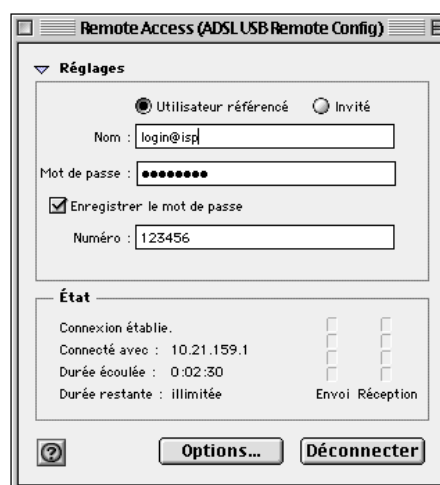 Remote Access (ADSL USB Remote Config)
Réglages
Utilisateur référencé Invité
Nom : login@isp
Mot de passe : ●●●●●●●●
Enregistrer le mot de passe
Numéro : 123456
État
Connexion établie.
Connecté avec : 10.21.159.1
Durée écoulée : 0:02:30
Durée restante : illimitée Envoi Réception
? Options... Déconnecter